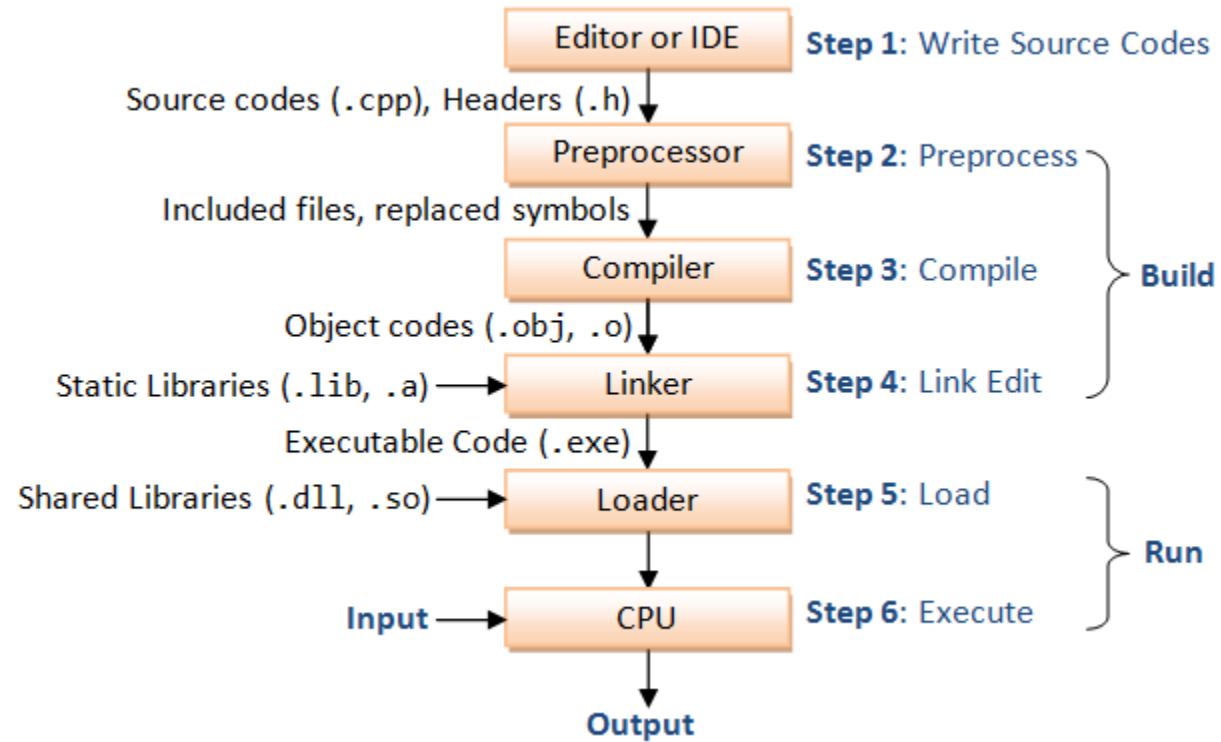 Editor or IDE
Step 1: Write Source Codes
Source codes (.cpp), Headers (.h)
Preprocessor
Step 2: Preprocess
Included files, replaced symbols
Compiler
Step 3: Compile
Build
Object codes (.obj, .o)
Static Libraries (.lib, .a)
Linker
Step 4: Link Edit
Executable Code (.exe)
Shared Libraries (.dll, .so)
Loader
Step 5: Load
Run
Input
CPU
Step 6: Execute
Output